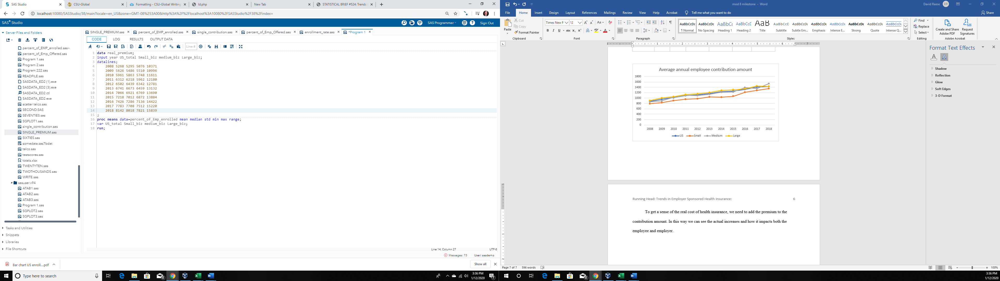 SAS Studio
CSU-Global
Formatting - CSU-Global Writing
ld.php
New Tab
STATISTICAL BRIEF #524: Trends
localhost:10080/SASStudio/38/main?locale=en_US&zone=GMT-08%253A00&http%3A%2F%2Flocalhost%3A10080%2FSASStudio%2F38%2Findex=
SAS® Studio
SAS Programmer
Sign Out
Server Files and Folders
percent_of_EMP_enrolled.sas~
percent_of_Emp_Offered.sas
Program 1.sas
Program 2.sas
Program 222.sas
READFILE.sas
SASDATA_ED2 (1).exe
SASDATA_ED2 (3).exe
SASDATA_ED2.ctl
SASDATA_ED2.exe
scatter telco.sas
SECOND.SAS
SEVENTIES.sas
SGPLOT1.sas
single_contribution.sas
SINGLE_PREMIUM.sas
SIXTIES.sas
somedata.sas7bdat
telco.sas
testscores.sas
totals.xlsx
TWENTYTEN.sas
TWOTHOUSANDS.sas
WRITE.sas
sasuser.v94
ATAB1.sas
ATAB2.sas
ATAB3.sas
Program 1.sas
SGPLOT2.sas
SGPLOT3.sas
Tasks and Utilities
Snippets
Libraries
File Shortcuts
SINGLE_PREMIUM.sas
percent_of_EMP_enrolled.sas
single_contribution.sas
percent_of_Emp_Offered.sas
enrollment_rate.sas
*Program 1
CODE
LOG
RESULTS
OUTPUT DATA
Line #
1 data real_premium;
2 input year US_total Small_biz medium_biz Large_biz;
3 datalines;
4 2008 5268 5295 5076 10371
5 2009 5626 5486 5510 10996
6 2010 5961 5863 5748 11611
7 2011 6312 6218 5962 12180
8 2012 6502 6439 6342 12781
9 2013 6741 6673 6459 13132
10 2014 7066 6921 6769 13690
11 2015 7218 7012 6872 13884
12 2016 7426 7286 7136 14422
13 2017 7783 7708 7512 15220
14 2018 8142 8018 7821 15839
15 ;
16 proc means data=percent_of_Emp_enrolled mean median std min max range;
17 var US_total Small_biz medium_biz Large_biz;
18 run;
Line 14, Column 27
UTF-8
Messages: 73
User: sasdemo
Bar chart US enroll....pdf
Show all
Type here to search
3:36 PM
1/12/2020
mod 8 milestone - Word
David Reese
DR
File
Home
Insert
Design
Layout
References
Mailings
Review
View
Help
Acrobat
Tell me what you want to do
Share
Paste
Cut
Copy
Format Painter
Clipboard
Times New F
12
Font
Paragraph
Normal
No Spacing
Heading 1
Heading 2
Title
Subtitle
Subtle Em...
Emphasis
Intense E...
Strong
Quote
Intense Q...
Styles
Find
Replace
Select
Editing
Create and Share
Adobe PDF
Request
Signatures
Adobe Acrobat
Average annual employee contribution amount
1800
1600
1400
1200
1000
800
600
400
200
0
2008 2009 2010 2011 2012 2013 2014 2015 2016 2017 2018
US Small Medium Large
Running Head: Trends in Employer Sponsored Health Insurance:
6
To get a sense of the real cost of health insurance, we need to add the premium to the
contribution amount. In this way we can see the actual increases and how it impacts both the
employee and employer.
Format Text Effects
Shadow
Reflection
Glow
Soft Edges
3-D Format
Page 7 of 7
596 words
100%
3:36 PM
1/12/2020